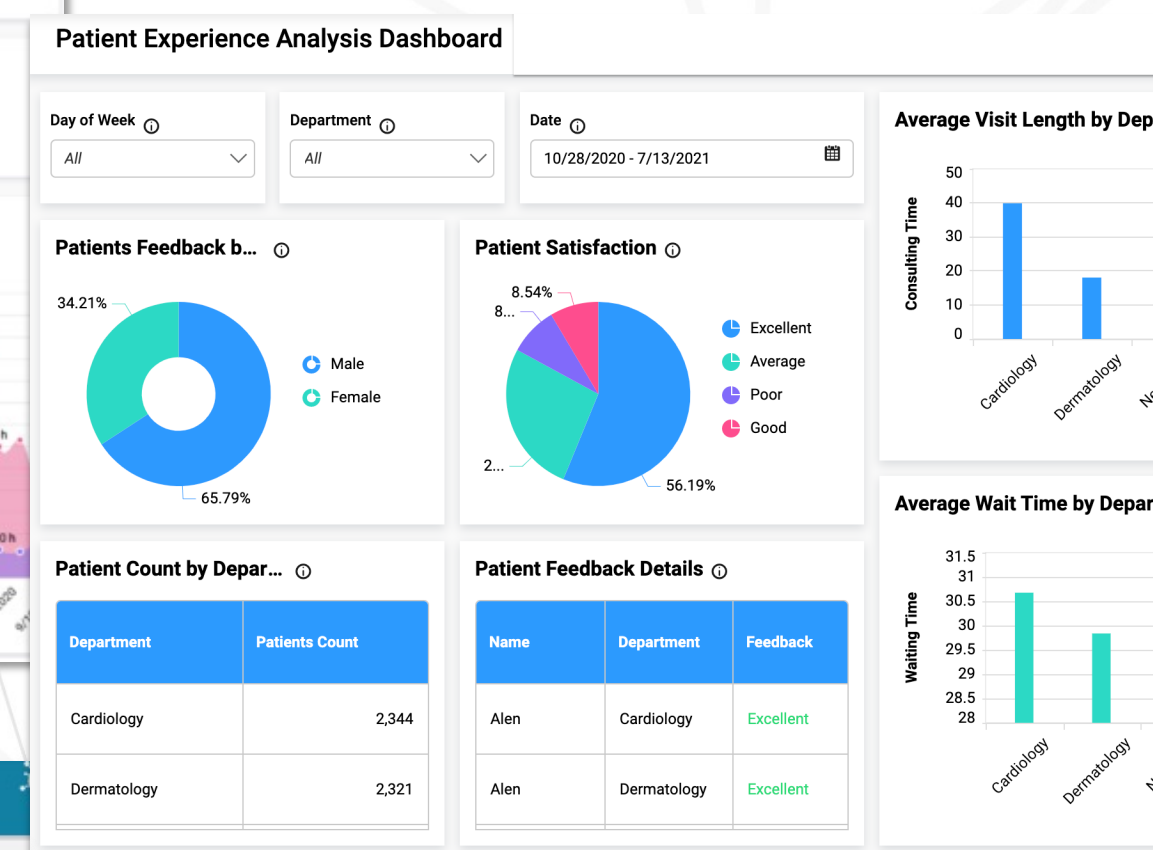 Patient Experience Analysis Dashboard
Day of Week
All
Department
All
Date
10/28/2020 - 7/13/2021
Patients Feedback b...
34.21%
65.79%
Male
Female
Patient Satisfaction
8.54%
8...
2...
56.19%
Excellent
Average
Poor
Good
Patient Count by Depar...
Department Patients Count
Cardiology 2,344
Dermatology 2,321
Patient Feedback Details
Name Department Feedback
Alen Cardiology Excellent
Alen Dermatology Excellent
Average Visit Length by Dep
Consulting Time
50
40
30
20
10
0
Cardiology
Dermatology
Average Wait Time by Depar
Waiting Time
31.5
31
30.5
30
29.5
29
28.5
28
Cardiology
Dermatology